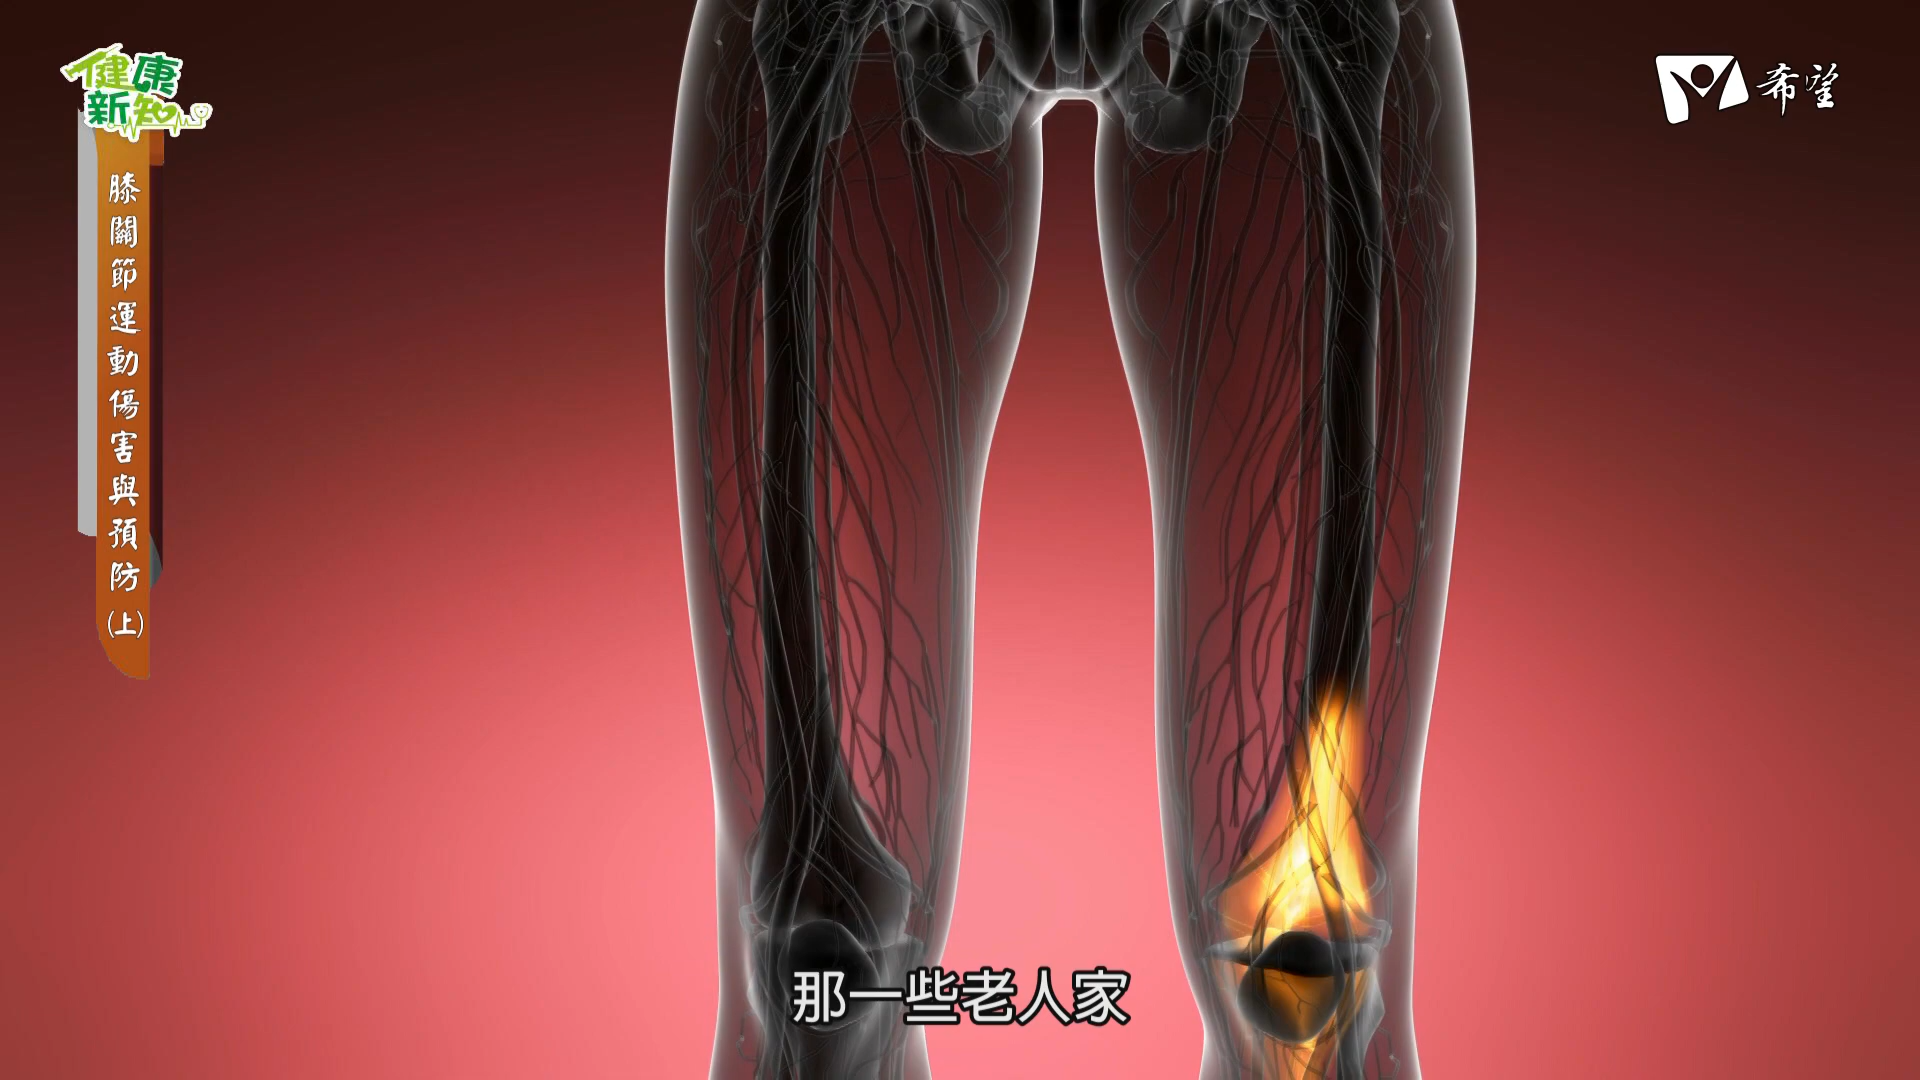 健康
新知
膝關節運動傷害與預防(上)
希望
那一些老人家